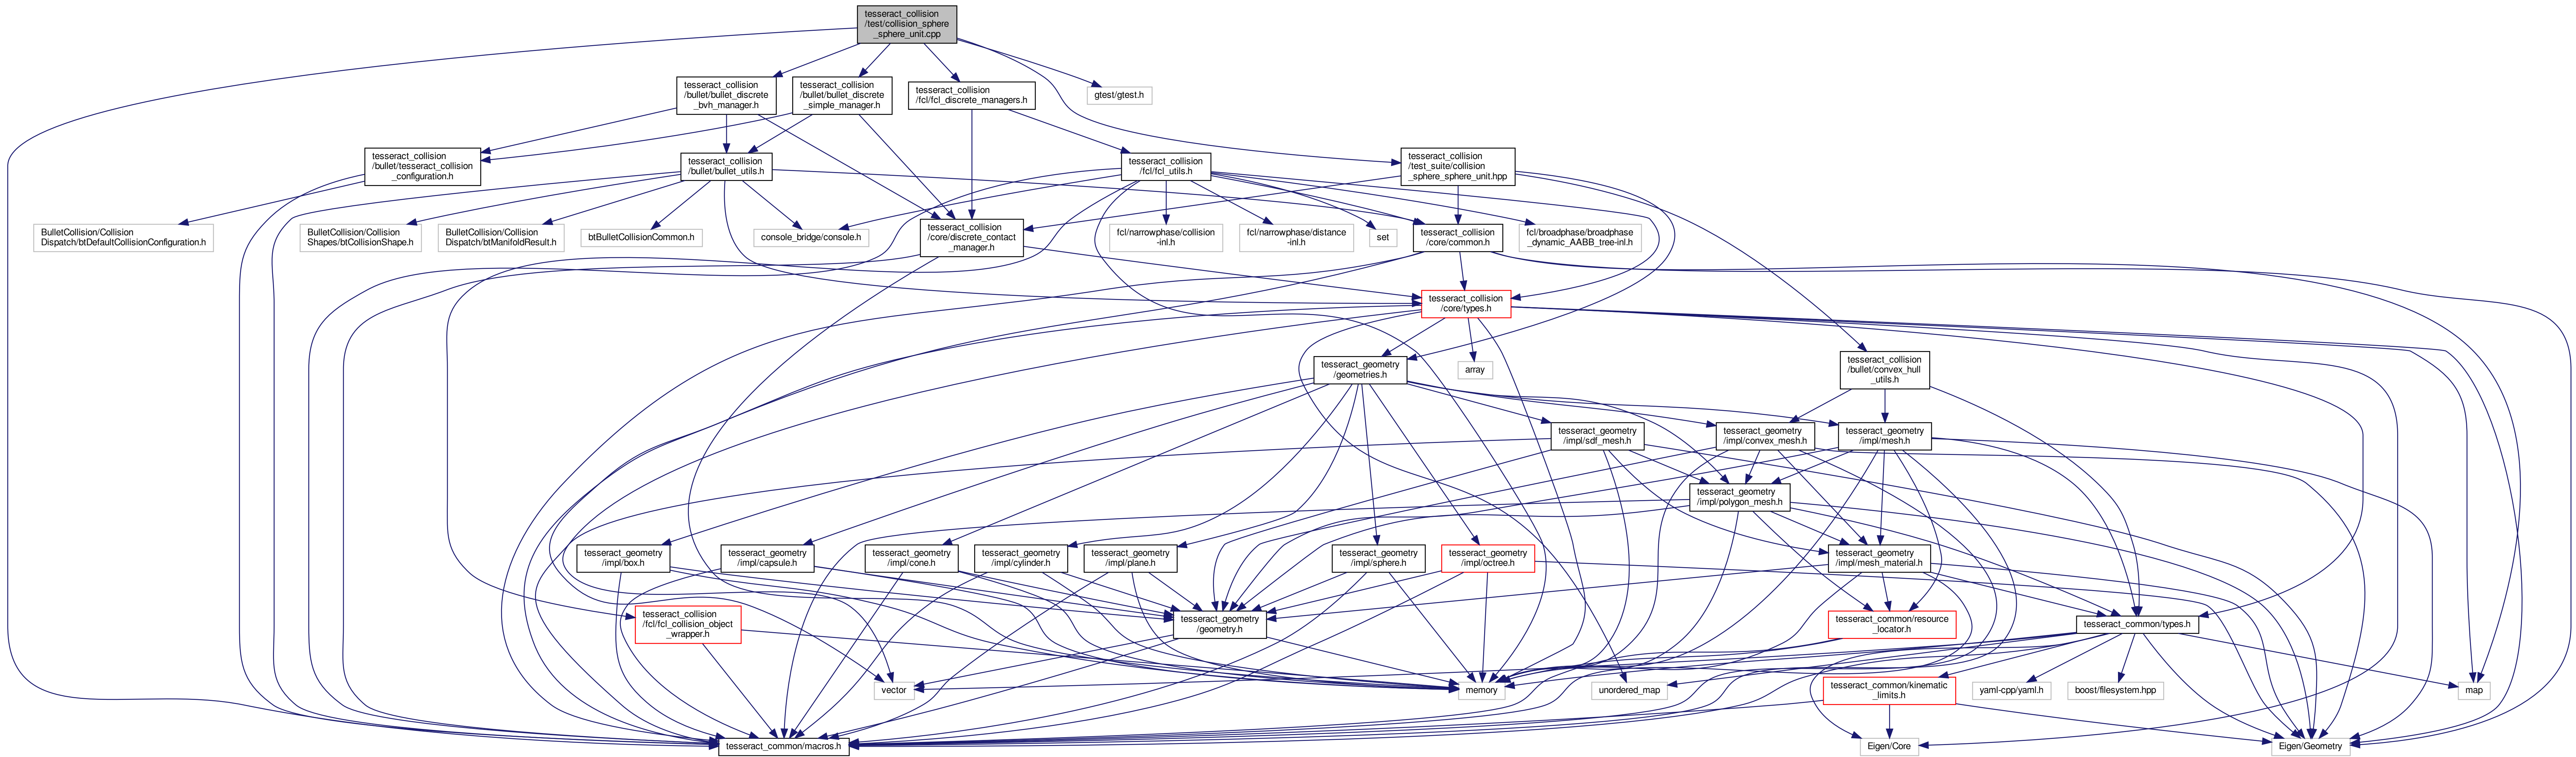 tesseract_collision
/test/collision_sphere
_sphere_unit.cpp
tesseract_collision
/bullet/bullet_discrete
_bvh_manager.h
tesseract_collision
/bullet/bullet_discrete
_simple_manager.h
tesseract_collision
/fcl/fcl_discrete_managers.h
gtest/gtest.h
tesseract_collision
/bullet/tesseract_collision
_configuration.h
tesseract_collision
/bullet/bullet_utils.h
tesseract_collision
/fcl/fcl_utils.h
tesseract_collision
/test_suite/collision
_sphere_sphere_unit.hpp
BulletCollision/Collision
Dispatch/btDefaultCollisionConfiguration.h
BulletCollision/Collision
Shapes/btCollisionShape.h
BulletCollision/Collision
Dispatch/btManifoldResult.h
btBulletCollisionCommon.h
console_bridge/console.h
tesseract_collision
/core/discrete_contact
_manager.h
fcl/narrowphase/collision
-inl.h
fcl/narrowphase/distance
-inl.h
set
tesseract_collision
/core/common.h
fcl/broadphase/broadphase
_dynamic_AABB_tree-inl.h
tesseract_collision
/core/types.h
tesseract_geometry
/geometries.h
array
tesseract_collision
/bullet/convex_hull
_utils.h
tesseract_geometry
/impl/sdf_mesh.h
tesseract_geometry
/impl/convex_mesh.h
tesseract_geometry
/impl/mesh.h
tesseract_geometry
/impl/polygon_mesh.h
tesseract_geometry
/impl/box.h
tesseract_geometry
/impl/capsule.h
tesseract_geometry
/impl/cone.h
tesseract_geometry
/impl/cylinder.h
tesseract_geometry
/impl/plane.h
tesseract_geometry
/impl/sphere.h
tesseract_geometry
/impl/octree.h
tesseract_geometry
/impl/mesh_material.h
tesseract_collision
/fcl/fcl_collision_object
_wrapper.h
tesseract_geometry
/geometry.h
tesseract_common/resource
_locator.h
tesseract_common/types.h
vector
memory
unordered_map
tesseract_common/kinematic
_limits.h
yaml-cpp/yaml.h
boost/filesystem.hpp
map
tesseract_common/macros.h
Eigen/Core
Eigen/Geometry